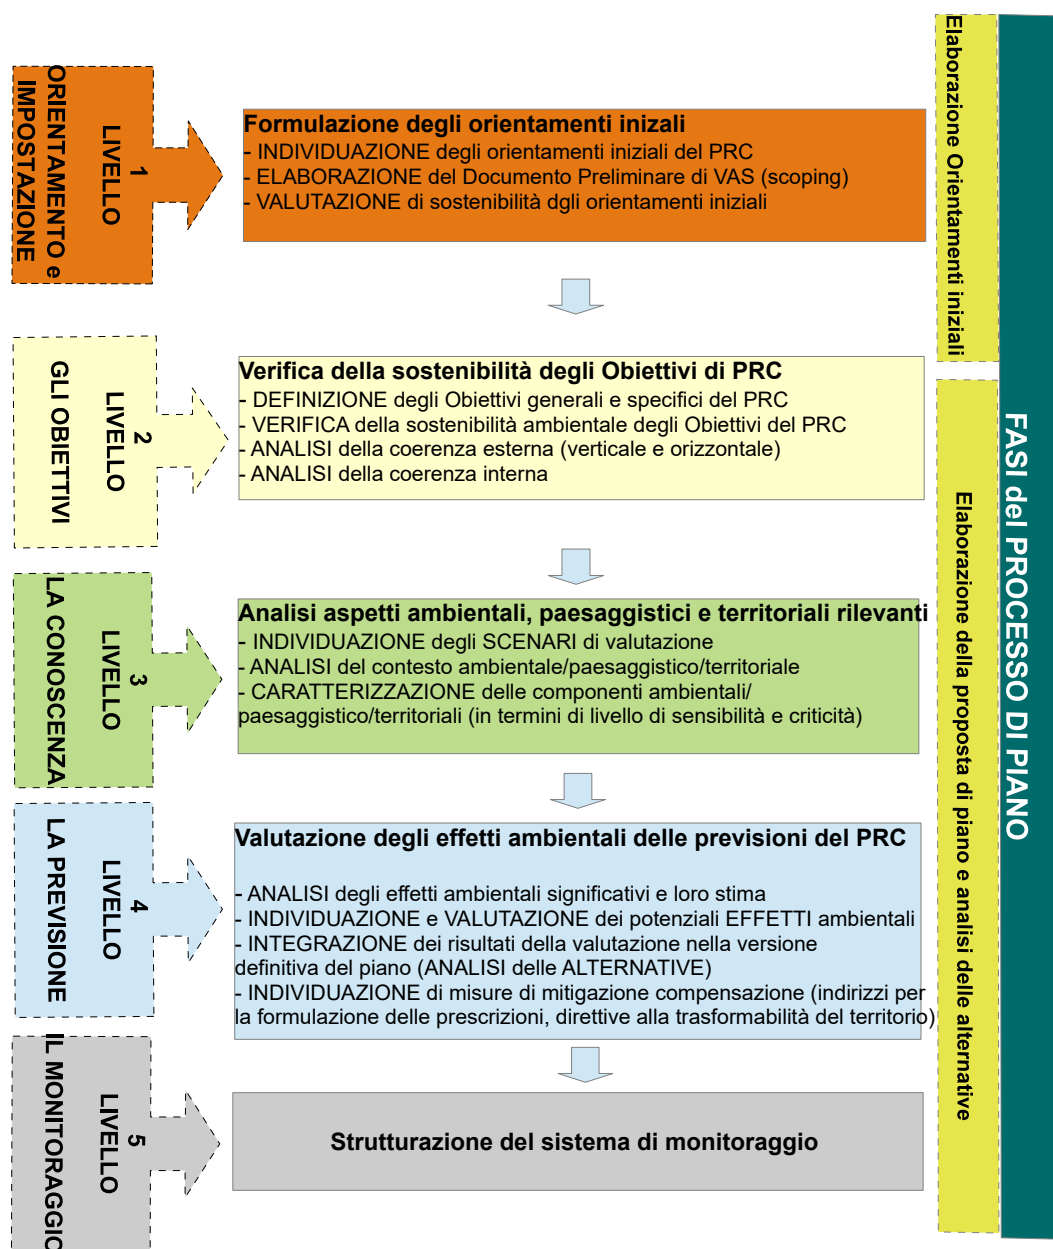 ORIENTAMENTO e
IMPOSTAZIONE
LIVELLO
1
Formulazione degli orientamenti inizali
- INDIVIDUAZIONE degli orientamenti iniziali del PRC
- ELABORAZIONE del Documento Preliminare di VAS (scoping)
- VALUTAZIONE di sostenibilità dgli orientamenti iniziali
GLI OBIETTIVI
LIVELLO
2
Verifica della sostenibilità degli Obiettivi di PRC
- DEFINIZIONE degli Obiettivi generali e specifici del PRC
- VERIFICA della sostenibilità ambientale degli Obiettivi del PRC
- ANALISI della coerenza esterna (verticale e orizzontale)
- ANALISI della coerenza interna
LA CONOSCENZA
LIVELLO
3
Analisi aspetti ambientali, paesaggistici e territoriali rilevanti
- INDIVIDUAZIONE degli SCENARI di valutazione
- ANALISI del contesto ambientale/paesaggistico/territoriale
- CARATTERIZZAZIONE delle componenti ambientali/
paesaggistico/territoriali (in termini di livello di sensibilità e criticità)
LA PREVISIONE
LIVELLO
4
Valutazione degli effetti ambientali delle previsioni del PRC
- ANALISI degli effetti ambientali significativi e loro stima
- INDIVIDUAZIONE e VALUTAZIONE dei potenziali EFFETTI ambientali
- INTEGRAZIONE dei risultati della valutazione nella versione
definitiva del piano (ANALISI delle ALTERNATIVE)
- INDIVIDUAZIONE di misure di mitigazione compensazione (indirizzi per
la formulazione delle prescrizioni, direttive alla trasformabilità del territorio)
IL MONITORAGGIO
LIVELLO
5
Strutturazione del sistema di monitoraggio
Elaborazione Orientamenti iniziali
Elaborazione della proposta di piano e analisi delle alternative
FASI del PROCESSO DI PIANO